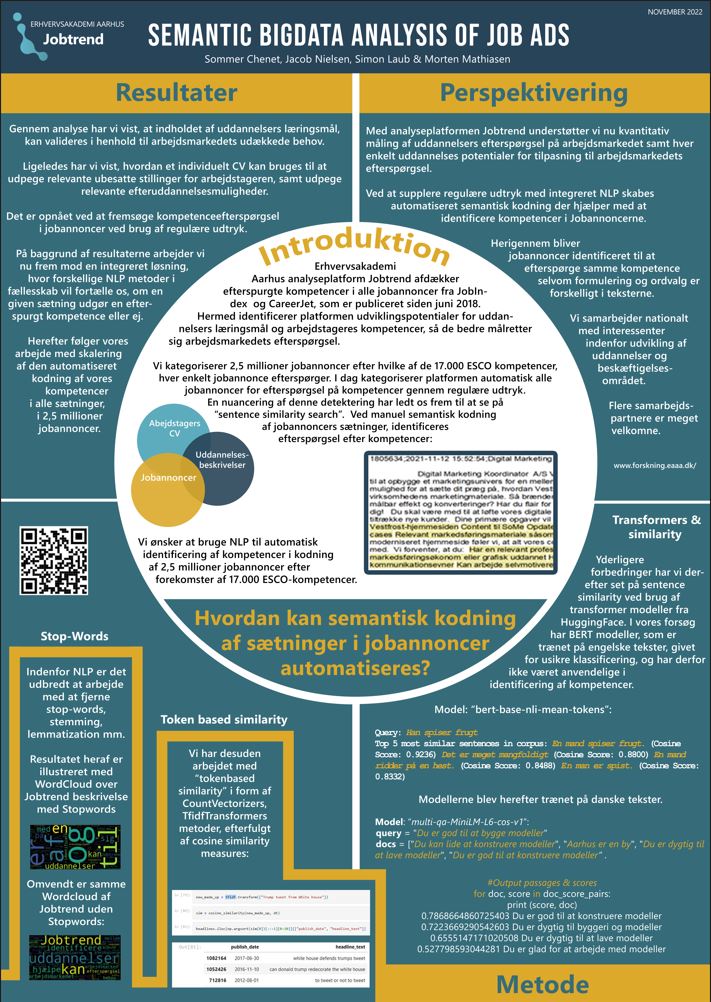 NOVEMBER 2022
ERHVERVSAKADEMI AARHUS
Jobtrend
SEMANTIC BIGDATA ANALYSIS OF JOB ADS
Sommer Chenet, Jacob Nielsen, Simon Laub & Morten Mathiasen
Resultater
Gennem analyse har vi vist, at indholdet af uddannelsers læringsmål,
kan valideres i henhold til arbejdsmarkedets udækkede behov.
Ligeledes har vi vist, hvordan et individuelt CV kan bruges til at
udpege relevante ubesatte stillinger for arbejdstageren, samt udpege
relevante efteruddannelsesmuligheder.
Det er opnået ved at fremsøge kompetenceefterspørgsel
i jobannoncer ved brug af regulære udtryk.
På baggrund af resultaterne arbejder vi
nu frem mod en integreret løsning,
hvor forskellige NLP metoder i
fællesskab vil fortælle os, om en
given sætning udgør en efter-
spurgt kompetence eller ej.
Herefter følger vores
arbejde med skalering
af den automatiseret
kodning af vores
kompetencer
i alle sætninger,
i 2,5 millioner
jobannoncer.
Perspektivering
Med analyseplatformen Jobtrend understøtter vi nu kvantitativ
måling af uddannelsers efterspørgsel på arbejdsmarkedet samt hver
enkelt uddannelses potentialer for tilpasning til arbejdsmarkedets
efterspørgsel.
Ved at supplere regulære udtryk med integreret NLP skabes
automatiseret semantisk kodning der hjælper med at
identificere kompetencer i Jobannoncerne.
Herigennem bliver
jobannoncer identificeret til at
efterspørge samme kompetence
selvom formulering og ordvalg er
forskelligt i teksterne.
Vi samarbejder nationalt
med interessenter
indenfor udvikling af
uddannelser og
beskæftigelses-
området.
Flere samarbejds-
partnere er meget
velkomne.
www.forskning.eaaa.dk/
Introduktion
Erhvervsakademi
Aarhus analyseplatform Jobtrend afdækker
efterspurgte kompetencer i alle jobannoncer fra JobIn-
dex og CareerJet, som er publiceret siden juni 2018.
Hermed identificerer platformen udviklingspotentialer for uddan-
nelsers læringsmål og arbejdstageres kompetencer, så de bedre målretter
sig arbejdsmarkedets efterspørgsel.
Vi kategoriserer 2,5 millioner jobannoncer efter hvilke af de 17.000 ESCO kompetencer,
hver enkelt jobannonce efterspørger. I dag kategoriserer platformen automatisk alle
jobannoncer for efterspørgsel på kompetencer gennem regulære udtryk.
En nuancering af denne detektering har ledt os frem til at se på
"sentence similarity search". Ved manuel semantisk kodning
af jobannoncers sætninger, identificeres
efterspørgsel efter kompetencer:
Abejdstagers
CV
Uddannelses-
beskrivelser
Jobannoncer
1805634;2021-11-12 15:52:54;Digital Marketing
Digital Marketing Koordinator A/S V
til at opbygge et marketingunivers for en meller
mulighed for at sætte dit præg på, hvordan Vest
virksomhedens marketingmateriale. Så brænder
målbar effekt og konverteringer? Har du flair for
dig! Du skal være med til at løfte vores digitale
tiltrække nye kunder. Dine primære opgaver vil
Vestfrost-hjemmesiden Content til SoMe Opdate
cases Relevant markedsføringsmateriale såsom
moderniseret hjemmeside føler vi, at alt vores c
med. Vi forventer, at du: Har en relevant profes
markedsføringsøkonom eller grafisk uddannet H
kommunikationsevner Kan arbejde selvmotivere
Vi ønsker at bruge NLP til automatisk
identificering af kompetencer i kodning
af 2,5 millioner jobannoncer efter
forekomster af 17.000 ESCO-kompetencer.
Hvordan kan semantisk kodning
af sætninger i jobannoncer
automatiseres?
Stop-Words
Indenfor NLP er det
udbredt at arbejde
med at fjerne
stop-words,
stemming,
lemmatization mm.
Resultatet heraf er
illustreret med
WordCloud over
Jobtrend beskrivelse
med Stopwords
med en
er
af
og
til
kan
uddannelser
Omvendt er samme
Wordcloud af
Jobtrend uden
Stopwords:
Jobtrend
identificere
uddannelser
hjælpe kan
efterspørgsel
arbejdsmarkedet
Token based similarity
Vi har desuden
arbejdet med
"tokenbased
similarity" i form af
CountVectorizers,
TfidfTransformers
metoder, efterfulgt
af cosine similarity
measures:
publish_date headline_text
1082164 2017-06-30 white house defends trumps tweet
1052426 2016-11-10 can donald trump redecorate the white house
712816 2012-08-01 to tweet or not to tweet
Transformers &
similarity
Yderligere
forbedringer har vi der-
efter set på sentence
similarity ved brug af
transformer modeller fra
HuggingFace. I vores forsøg
har BERT modeller, som er
trænet på engelske tekster, givet
for usikre klassificering, og har derfor
ikke været anvendelige i
identificering af kompetencer.
Model: "bert-base-nli-mean-tokens":
Query: Han spiser frugt
Top 5 most similar sentences in corpus: En mand spiser frugt. (Cosine
Score: 0.9236) Det er meget mangfoldigt (Cosine Score: 0.8800) En mand
ridder på en hest. (Cosine Score: 0.8488) En man er spist. (Cosine Score:
0.8332)
Modellerne blev herefter trænet på danske tekster.
Model: "multi-qa-MiniLM-L6-cos-v1":
query = "Du er god til at bygge modeller"
docs = ["Du kan lide at konstruere modeller", "Aarhus er en by", "Du er dygtig til
at lave modeller", "Du er god til at konstruere modeller" .
#Output passages & scores
for doc, score in doc_score_pairs:
print (score, doc)
0.7868664860725403 Du er god til at konstruere modeller
0.7223669290542603 Du er dygtig til byggeri og modeller
0.6555147171020508 Du er dygtig til at lave modeller
0.527798593044281 Du er glad for at arbejde med modeller
Metode